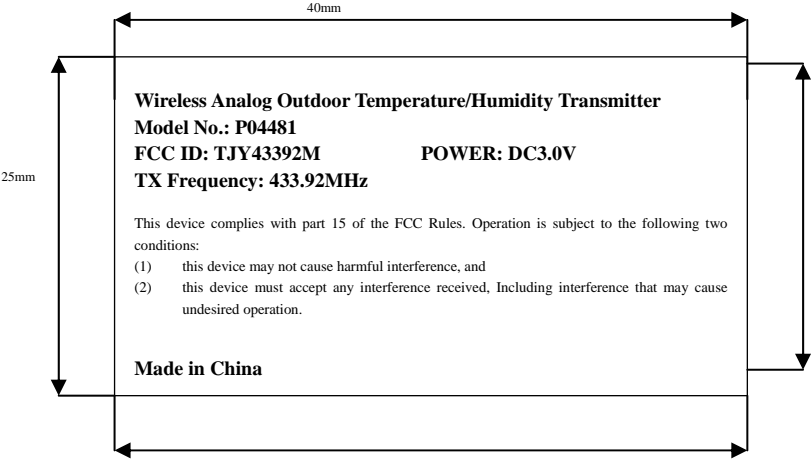 40mm
Wireless Analog Outdoor Temperature/Humidity Transmitter
Model No.: P04481
FCC ID: TJY43392M POWER: DC3.0V
25mm
TX Frequency: 433.92MHz
This device complies with part 15 of the FCC Rules. Operation is subject to the following two
conditions:
(1) this device may not cause harmful interference, and
(2) this device must accept any interference received, Including interference that may cause
undesired operation.
Made in China